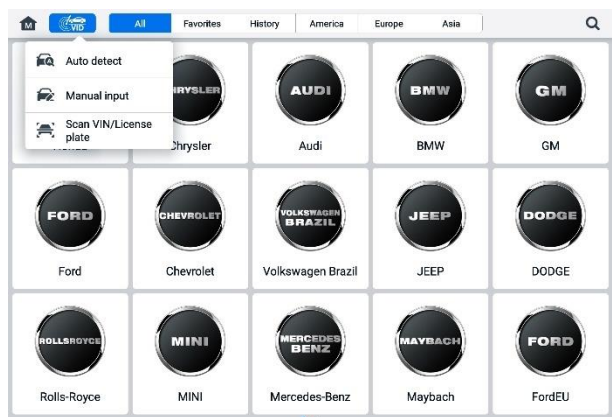 M
VID
All
Favorites
History
America
Europe
Asia
Auto detect
Manual input
Scan VIN/License
plate
RYSLER
AUDI
BMW
GM
Chrysler
Audi
BMW
GM
FORD
CHEVROLET
VOLKSWAGEN
BRAZIL
JEEP
DODGE
Ford
Chevrolet
Volkswagen Brazil
JEEP
DODGE
ROLLSROYCE
MINI
MERCEDES
BENZ
MAYBACH
FORD
Rolls-Royce
MINI
Mercedes-Benz
Maybach
FordEU